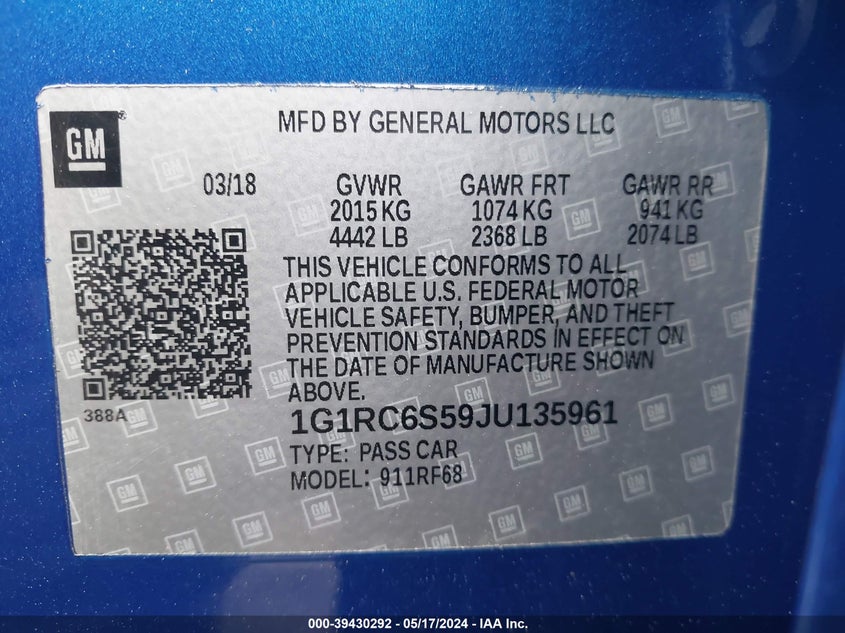 GM
MFD BY GENERAL MOTORS LLC
03/18 GVWR GAWR FRT GAWR RR
2015 KG 1074 KG 941 KG
4442 LB 2368 LB 2074 LB
THIS VEHICLE CONFORMS TO ALL
APPLICABLE U.S. FEDERAL MOTOR
VEHICLE SAFETY, BUMPER, AND THEFT
PREVENTION STANDARDS IN EFFECT ON
THE DATE OF MANUFACTURE SHOWN
ABOVE.
388A
1G1RC6S59JU135961
TYPE: PASS CAR
MODEL: 911RF68
000-39430292 - 05/17/2024 - IAA Inc.